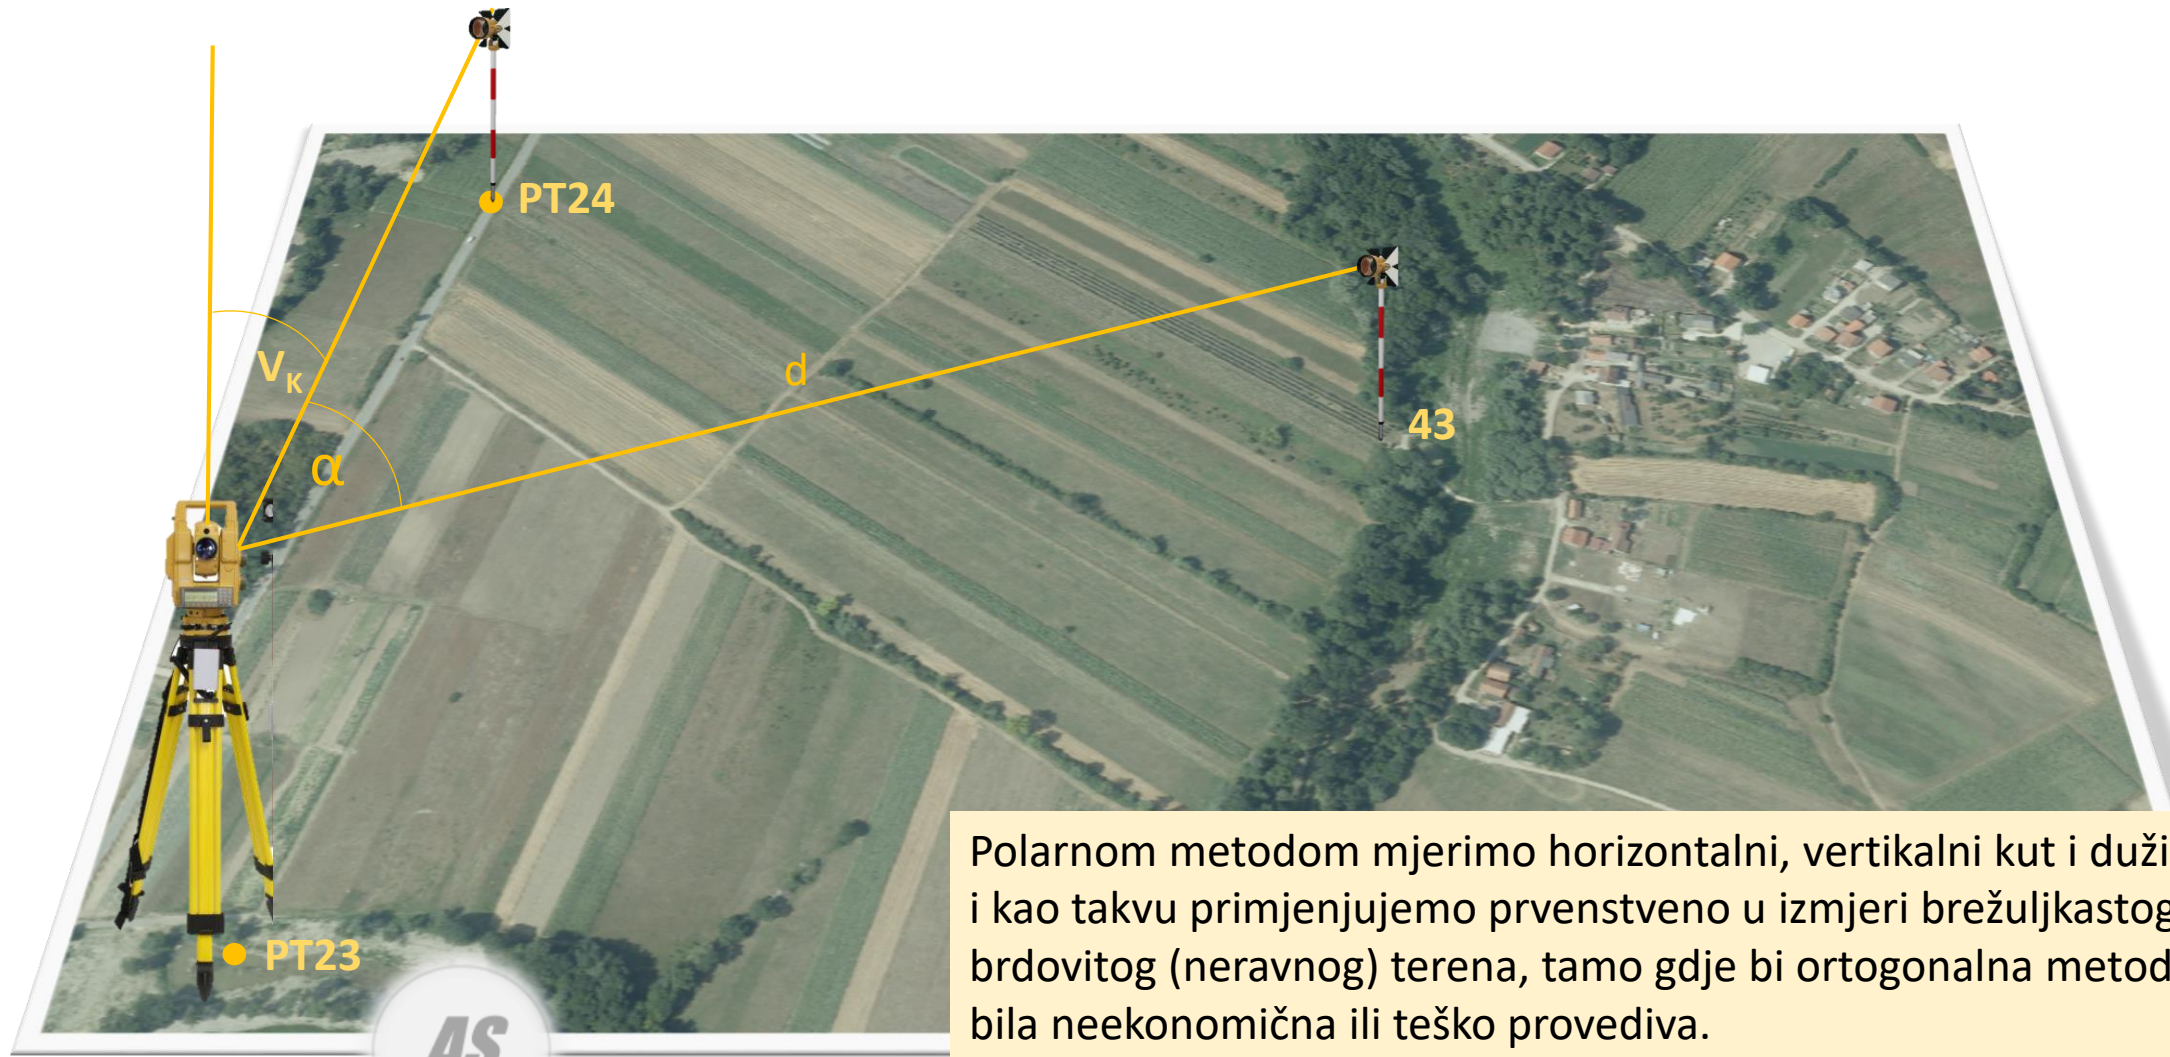 PT24
V K
d
43
α
Polarnom metodom mjerimo horizontalni, vertikalni kut i duži
i kao takvu primjenjujemo prvenstveno u izmjeri brežuljkastog
brdovitog (neravnog) terena, tamo gdje bi ortogonalna metod
bila neekonomična ili teško provediva.
PT23
AS